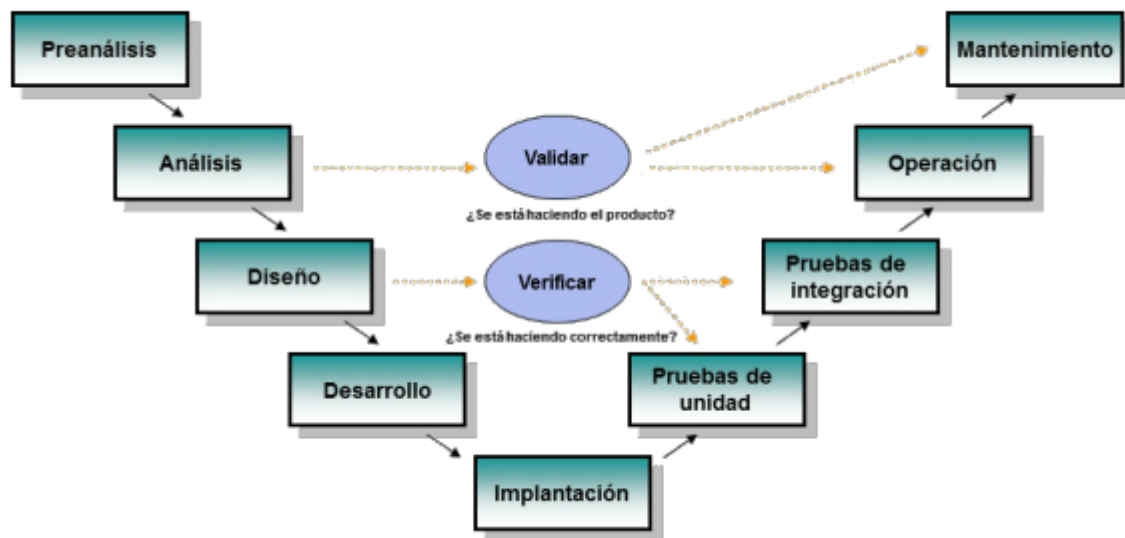 Preanálisis
Mantenimiento
Análisis
Validar
Operación
¿Se está haciendo el producto?
Diseño
Verificar
Pruebas de
integración
¿Se está haciendo correctamente?
Desarrollo
Pruebas de
unidad
Implantación